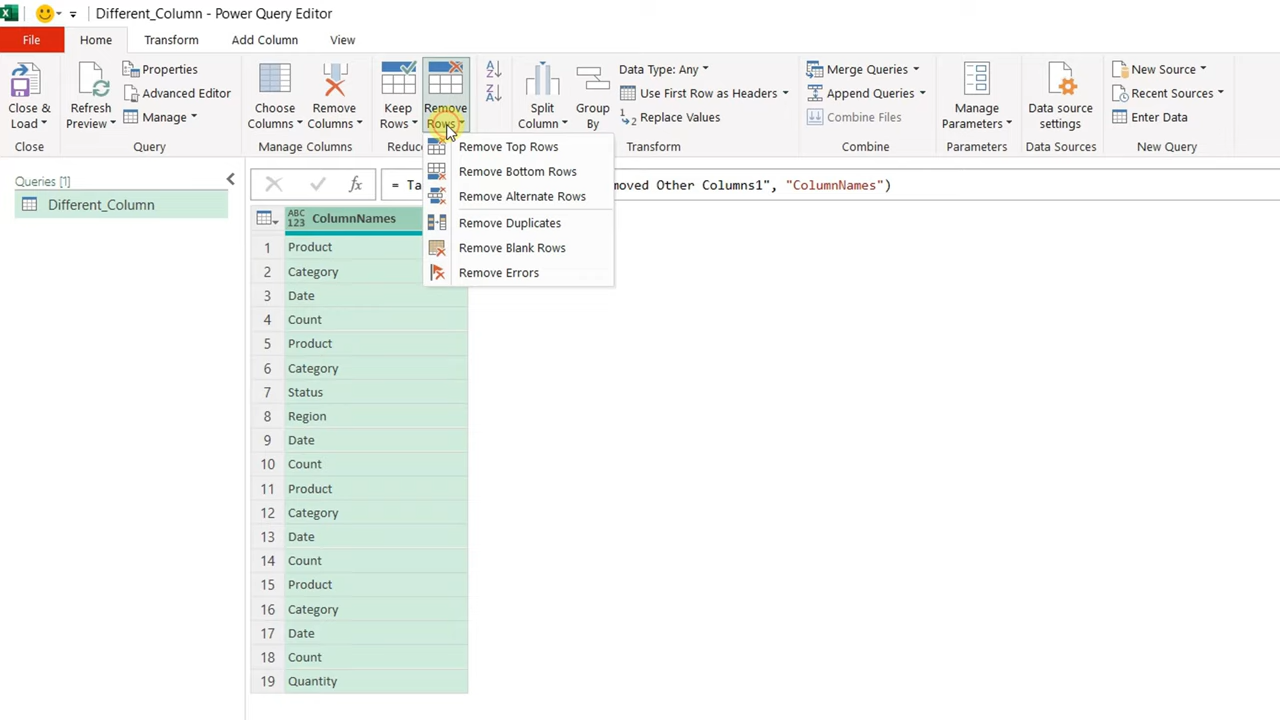 Different_Column - Power Query Editor
File
Home
Transform
Add Column
View
Close &
Load
Close
Refresh
Preview
Properties
Advanced Editor
Manage
Query
Choose
Columns
Remove
Columns
Manage Columns
Keep
Rows
Remove
Rows
Reduc
Split
Column
Group
By
Data Type: Any
Use First Row as Headers
1 2 Replace Values
Transform
Merge Queries
Append Queries
Combine Files
Combine
Manage
Parameters
Parameters
Data source
settings
Data Sources
New Source
Recent Sources
Enter Data
New Query
Remove Top Rows
Remove Bottom Rows
Remove Alternate Rows
Remove Duplicates
Remove Blank Rows
Remove Errors
Queries [1]
Different_Column
fx
= Ta moved Other Columns1", "ColumnNames")
ABC
123
ColumnNames
1 Product
2 Category
3 Date
4 Count
5 Product
6 Category
7 Status
8 Region
9 Date
10 Count
11 Product
12 Category
13 Date
14 Count
15 Product
16 Category
17 Date
18 Count
19 Quantity